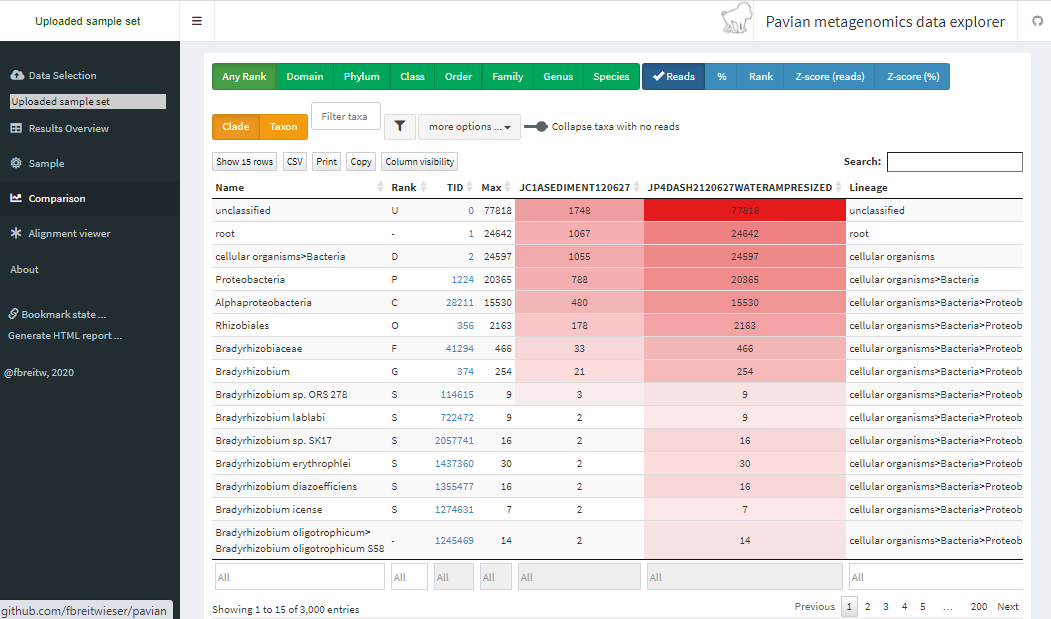 Uploaded sample set
Pavian metagenomics data explorer
Data Selection
Uploaded sample set
Results Overview
Sample
Comparison
Alignment viewer
About
Bookmark state ...
Generate HTML report ...
@fbreitw, 2020
github.com/fbreitwieser/pavian
Any Rank Domain Phylum Class Order Family Genus Species Reads % Rank Z-score (reads) Z-score (%)
Clade Taxon Filter taxa more options ... Collapse taxa with no reads
Show 15 rows CSV Print Copy Column visibility Search:
Name Rank TID Max JC1ASEDIMENT120627 JP4DASH2120627WATERAMPRESIZED Lineage
unclassified U 0 77818 1748 77818 unclassified
root - 1 24642 1067 24642 root
cellular organisms>Bacteria D 2 24597 1055 24597 cellular organisms
Proteobacteria P 1224 20365 788 20365 cellular organisms>Bacteria
Alphaproteobacteria C 28211 15530 480 15530 cellular organisms>Bacteria>Proteob
Rhizobiales O 356 2163 178 2163 cellular organisms>Bacteria>Proteob
Bradyrhizobiaceae F 41294 466 33 466 cellular organisms>Bacteria>Proteob
Bradyrhizobium G 374 254 21 254 cellular organisms>Bacteria>Proteob
Bradyrhizobium sp. ORS 278 S 114615 9 3 9 cellular organisms>Bacteria>Proteob
Bradyrhizobium lablabi S 722472 9 2 9 cellular organisms>Bacteria>Proteob
Bradyrhizobium sp. SK17 S 2057741 16 2 16 cellular organisms>Bacteria>Proteob
Bradyrhizobium erythrophlei S 1437360 30 2 30 cellular organisms>Bacteria>Proteob
Bradyrhizobium diazoefficiens S 1355477 16 2 16 cellular organisms>Bacteria>Proteob
Bradyrhizobium icense S 1274631 7 2 7 cellular organisms>Bacteria>Proteob
Bradyrhizobium oligotrophicum>
Bradyrhizobium oligotrophicum S58 - 1245469 14 2 14 cellular organisms>Bacteria>Proteob
All All All All All All All
Showing 1 to 15 of 3,000 entries Previous 1 2 3 4 5 ... 200 Next